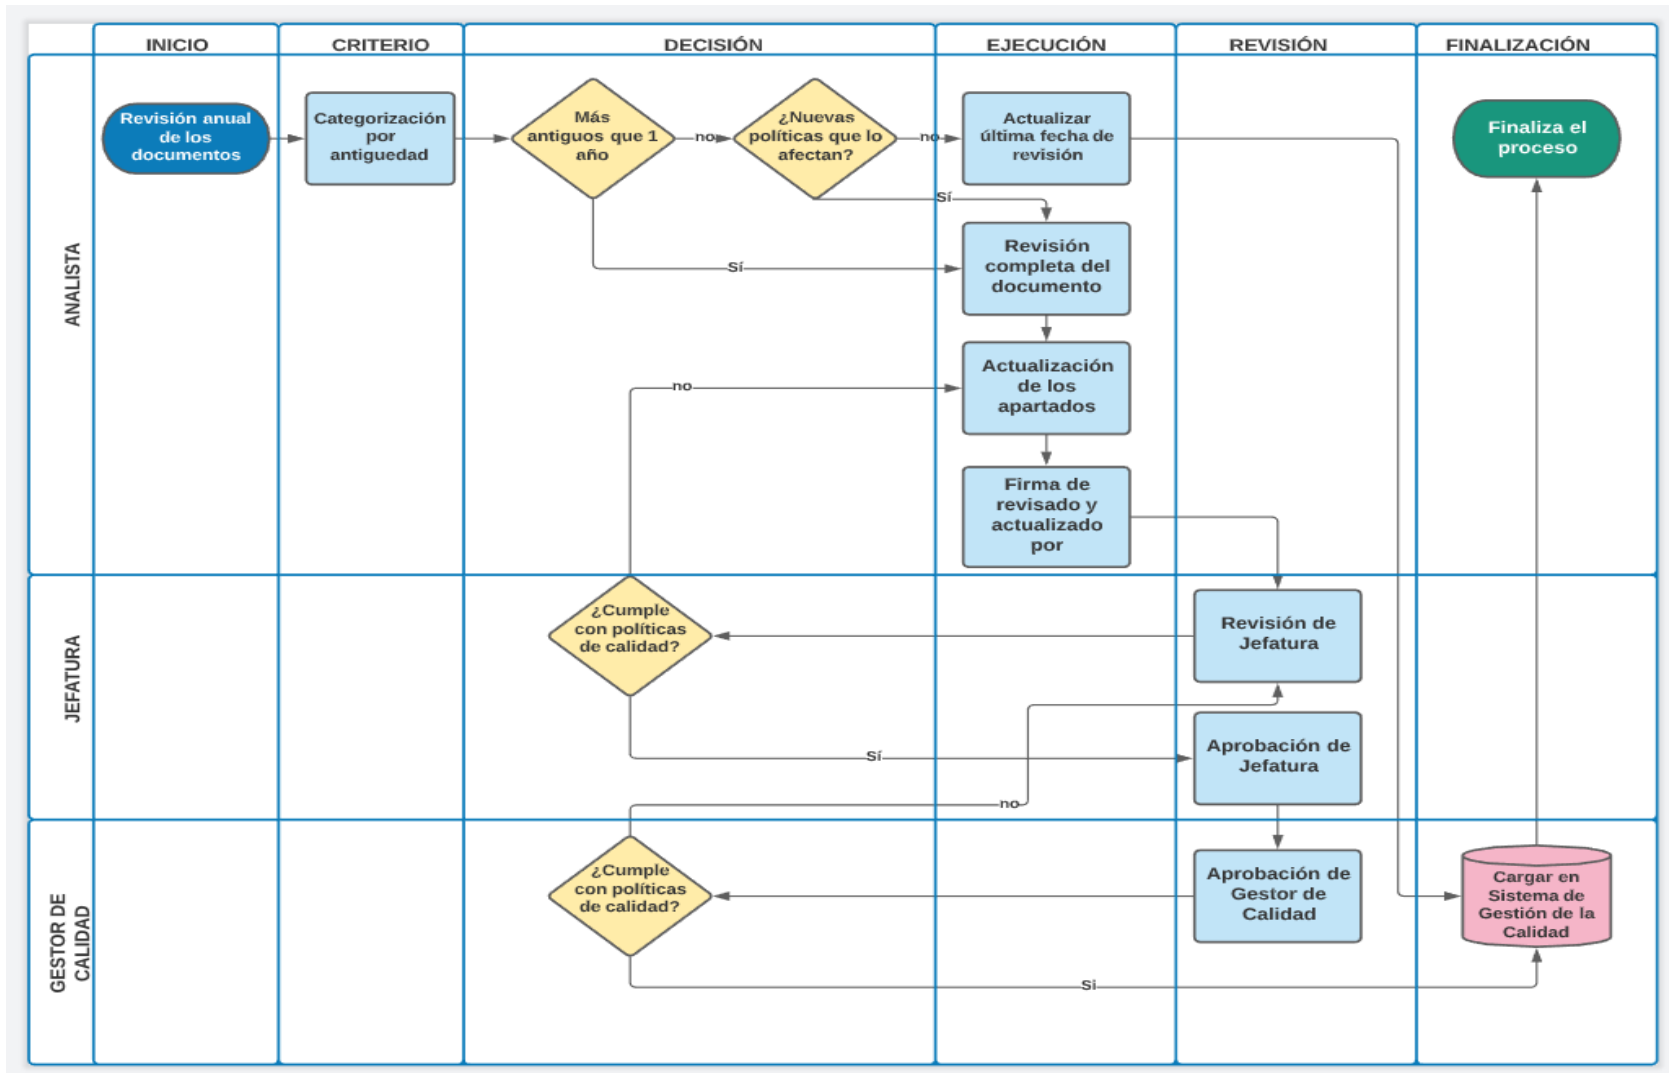 INICIO
CRITERIO
DECISIÓN
EJECUCIÓN
REVISIÓN
FINALIZACIÓN
ANALISTA
Revisión anual
de los
documentos
Categorización
por
antiguedad
Más
antiguos que 1
año
no
¿Nuevas
políticas que lo
afectan?
no
Actualizar
última fecha de
revisión
Finaliza el
proceso
Sí
Revisión
completa del
documento
Sí
Actualización
de los
apartados
no
Firma de
revisado y
actualizado
por
JEFATURA
¿Cumple
con políticas
de calidad?
Revisión de
Jefatura
Sí
Aprobación de
Jefatura
no
GESTOR DE
CALIDAD
¿Cumple
con políticas
de calidad?
Aprobación de
Gestor de
Calidad
Cargar en
Sistema de
Gestión de la
Calidad
Si